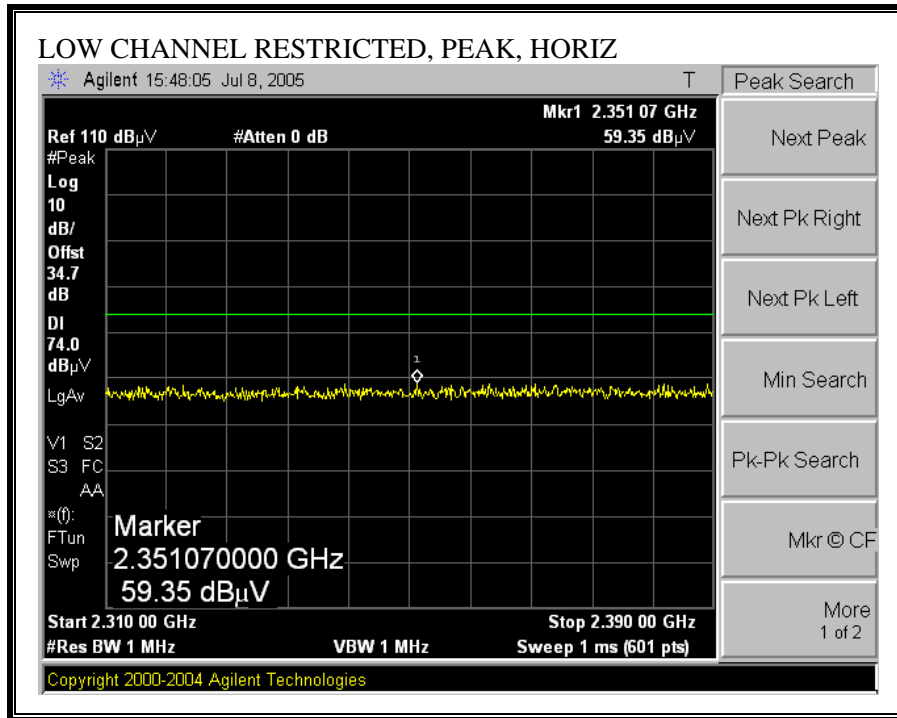 LOW CHANNEL RESTRICTED, PEAK, HORIZ
Agilent 15:48:05 Jul 8, 2005 T
Peak Search
Mkr1 2.351 07 GHz
Ref 110 dBµV #Atten 0 dB 59.35 dBµV
#Peak
Log
10
dB/
Offst
34.7
dB
DI
74.0
dBµV
LgAv
1
V1 S2
S3 FC
AA
¤(f):
FTun
Swp
Marker
2.351070000 GHz
59.35 dBµV
Start 2.310 00 GHz Stop 2.390 00 GHz
#Res BW 1 MHz VBW 1 MHz Sweep 1 ms (601 pts)
Copyright 2000-2004 Agilent Technologies
Next Peak
Next Pk Right
Next Pk Left
Min Search
Pk-Pk Search
Mkr © CF
More
1 of 2